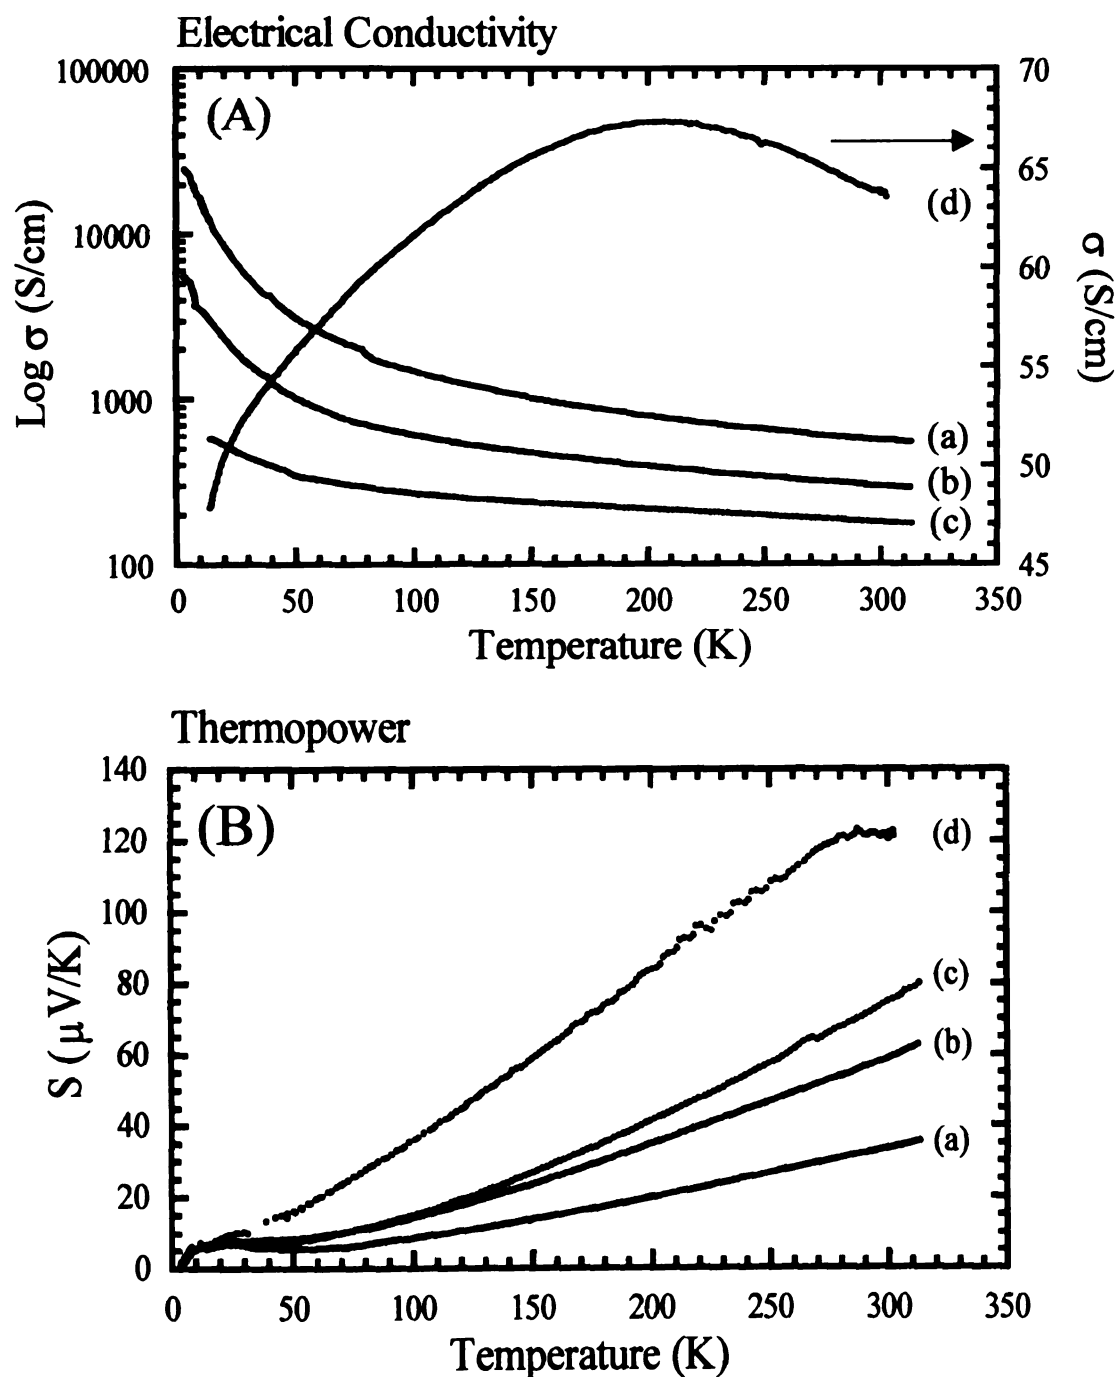 Electrical Conductivity
(A)
100000
10000
1000
100
Log σ (S/cm)
70
65
60
55
50
45
σ (S/cm)
(d)
(a)
(b)
(c)
0 50 100 150 200 250 300 350
Temperature (K)
Thermopower
(B)
140
120
100
80
60
40
20
0
S (μV/K)
(d)
(c)
(b)
(a)
0 50 100 150 200 250 300 350
Temperature (K)